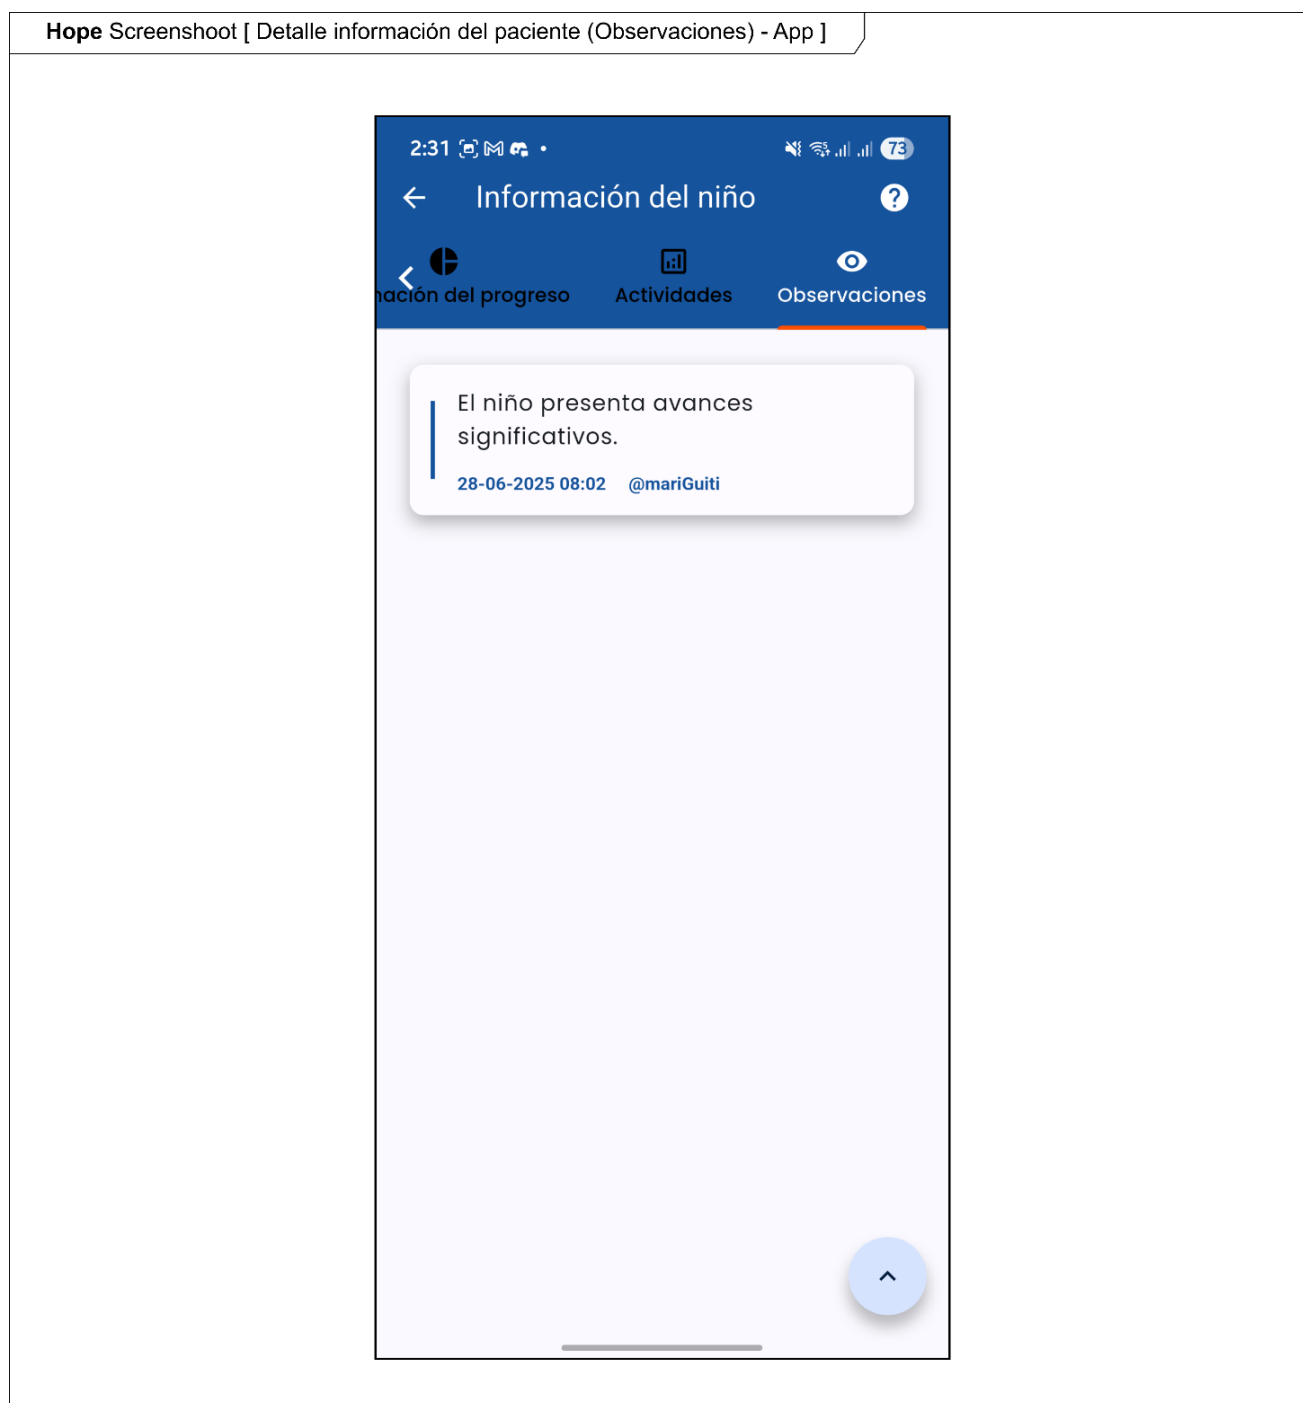 Hope Screenshoot [ Detalle información del paciente (Observaciones) - App ]
2:31
73
Información del niño
nación del progreso
Actividades
Observaciones
El niño presenta avances
significativos.
28-06-2025 08:02 @mariGuiti